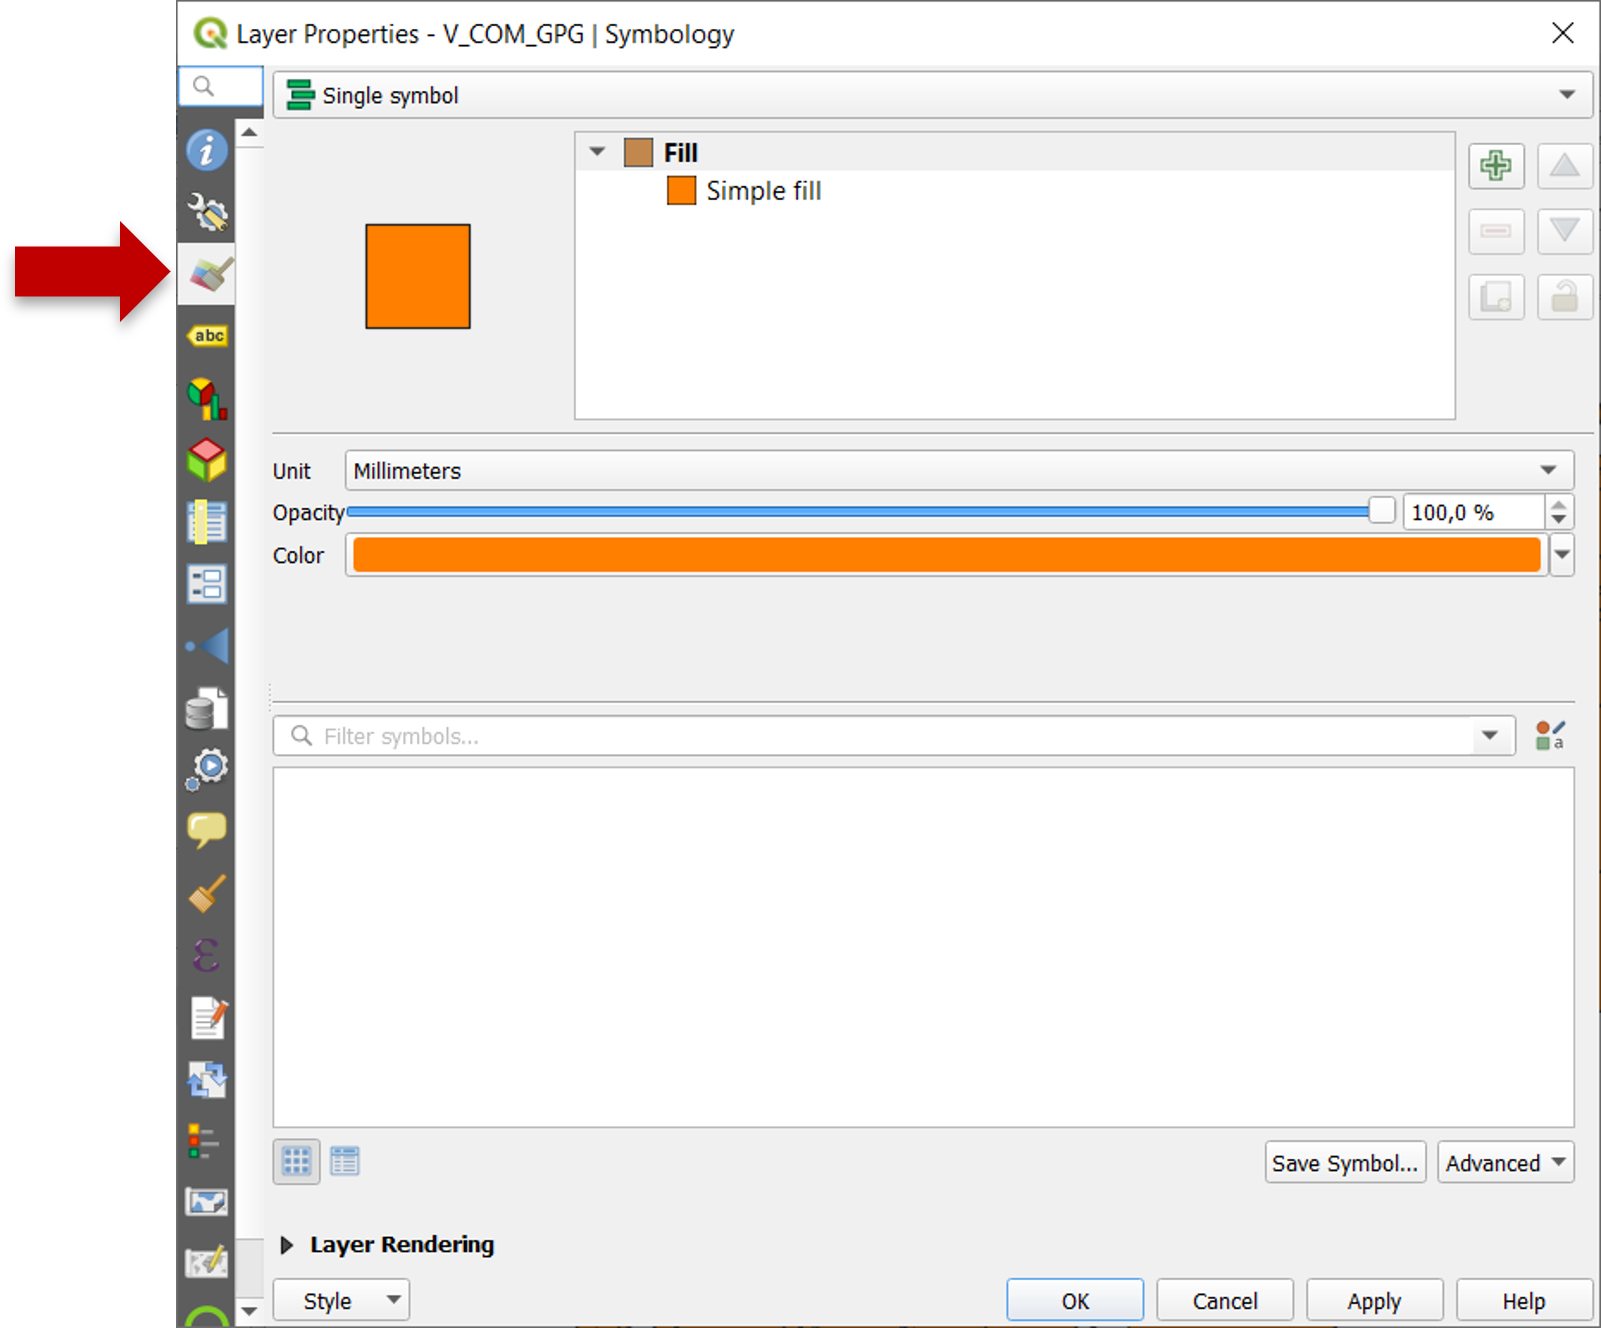 Layer Properties - V_COM_GPG | Symbology
Single symbol
Fill
Simple fill
abc
Unit
Millimeters
Opacity
100,0 %
Color
Filter symbols...
a
ε
Save Symbol...
Advanced
Layer Rendering
Style
OK
Cancel
Apply
Help